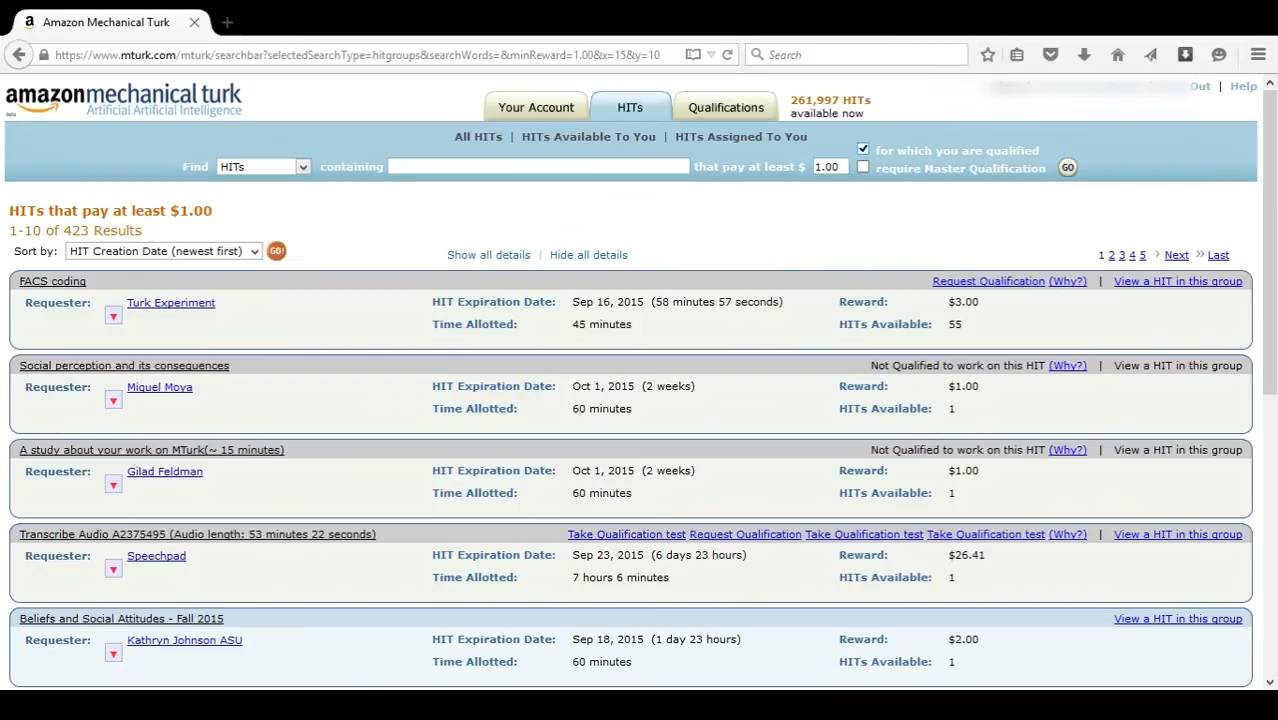 Amazon Mechanical Turk
https://www.mturk.com/mturk/searchbar?selectedSearchType=hitgroups&searchWords=&minReward=1.00&x=15&y=10
Search
amazonmechanical turk
beta
Artificial Artificial Intelligence
Your Account
HITs
Qualifications
261,997 HITs
available now
Out | Help
All HITs | HITs Available To You | HITs Assigned To You
Find HITs containing that pay at least $ 1.00
for which you are qualified
require Master Qualification
GO
HITs that pay at least $1.00
1-10 of 423 Results
Sort by: HIT Creation Date (newest first) GO!
Show all details | Hide all details
1 2 3 4 5 › Next » Last
FACS coding Request Qualification (Why?) | View a HIT in this group
Requester: Turk Experiment HIT Expiration Date: Sep 16, 2015 (58 minutes 57 seconds) Reward: $3.00
Time Allotted: 45 minutes HITs Available: 55
Social perception and its consequences Not Qualified to work on this HIT (Why?) | View a HIT in this group
Requester: Miguel Moya HIT Expiration Date: Oct 1, 2015 (2 weeks) Reward: $1.00
Time Allotted: 60 minutes HITs Available: 1
A study about your work on MTurk(~ 15 minutes) Not Qualified to work on this HIT (Why?) | View a HIT in this group
Requester: Gilad Feldman HIT Expiration Date: Oct 1, 2015 (2 weeks) Reward: $1.00
Time Allotted: 60 minutes HITs Available: 1
Transcribe Audio A2375495 (Audio length: 53 minutes 22 seconds) Take Qualification test Request Qualification Take Qualification test Take Qualification test (Why?) | View a HIT in this group
Requester: Speechpad HIT Expiration Date: Sep 23, 2015 (6 days 23 hours) Reward: $26.41
Time Allotted: 7 hours 6 minutes HITs Available: 1
Beliefs and Social Attitudes - Fall 2015 View a HIT in this group
Requester: Kathryn Johnson ASU HIT Expiration Date: Sep 18, 2015 (1 day 23 hours) Reward: $2.00
Time Allotted: 60 minutes HITs Available: 1